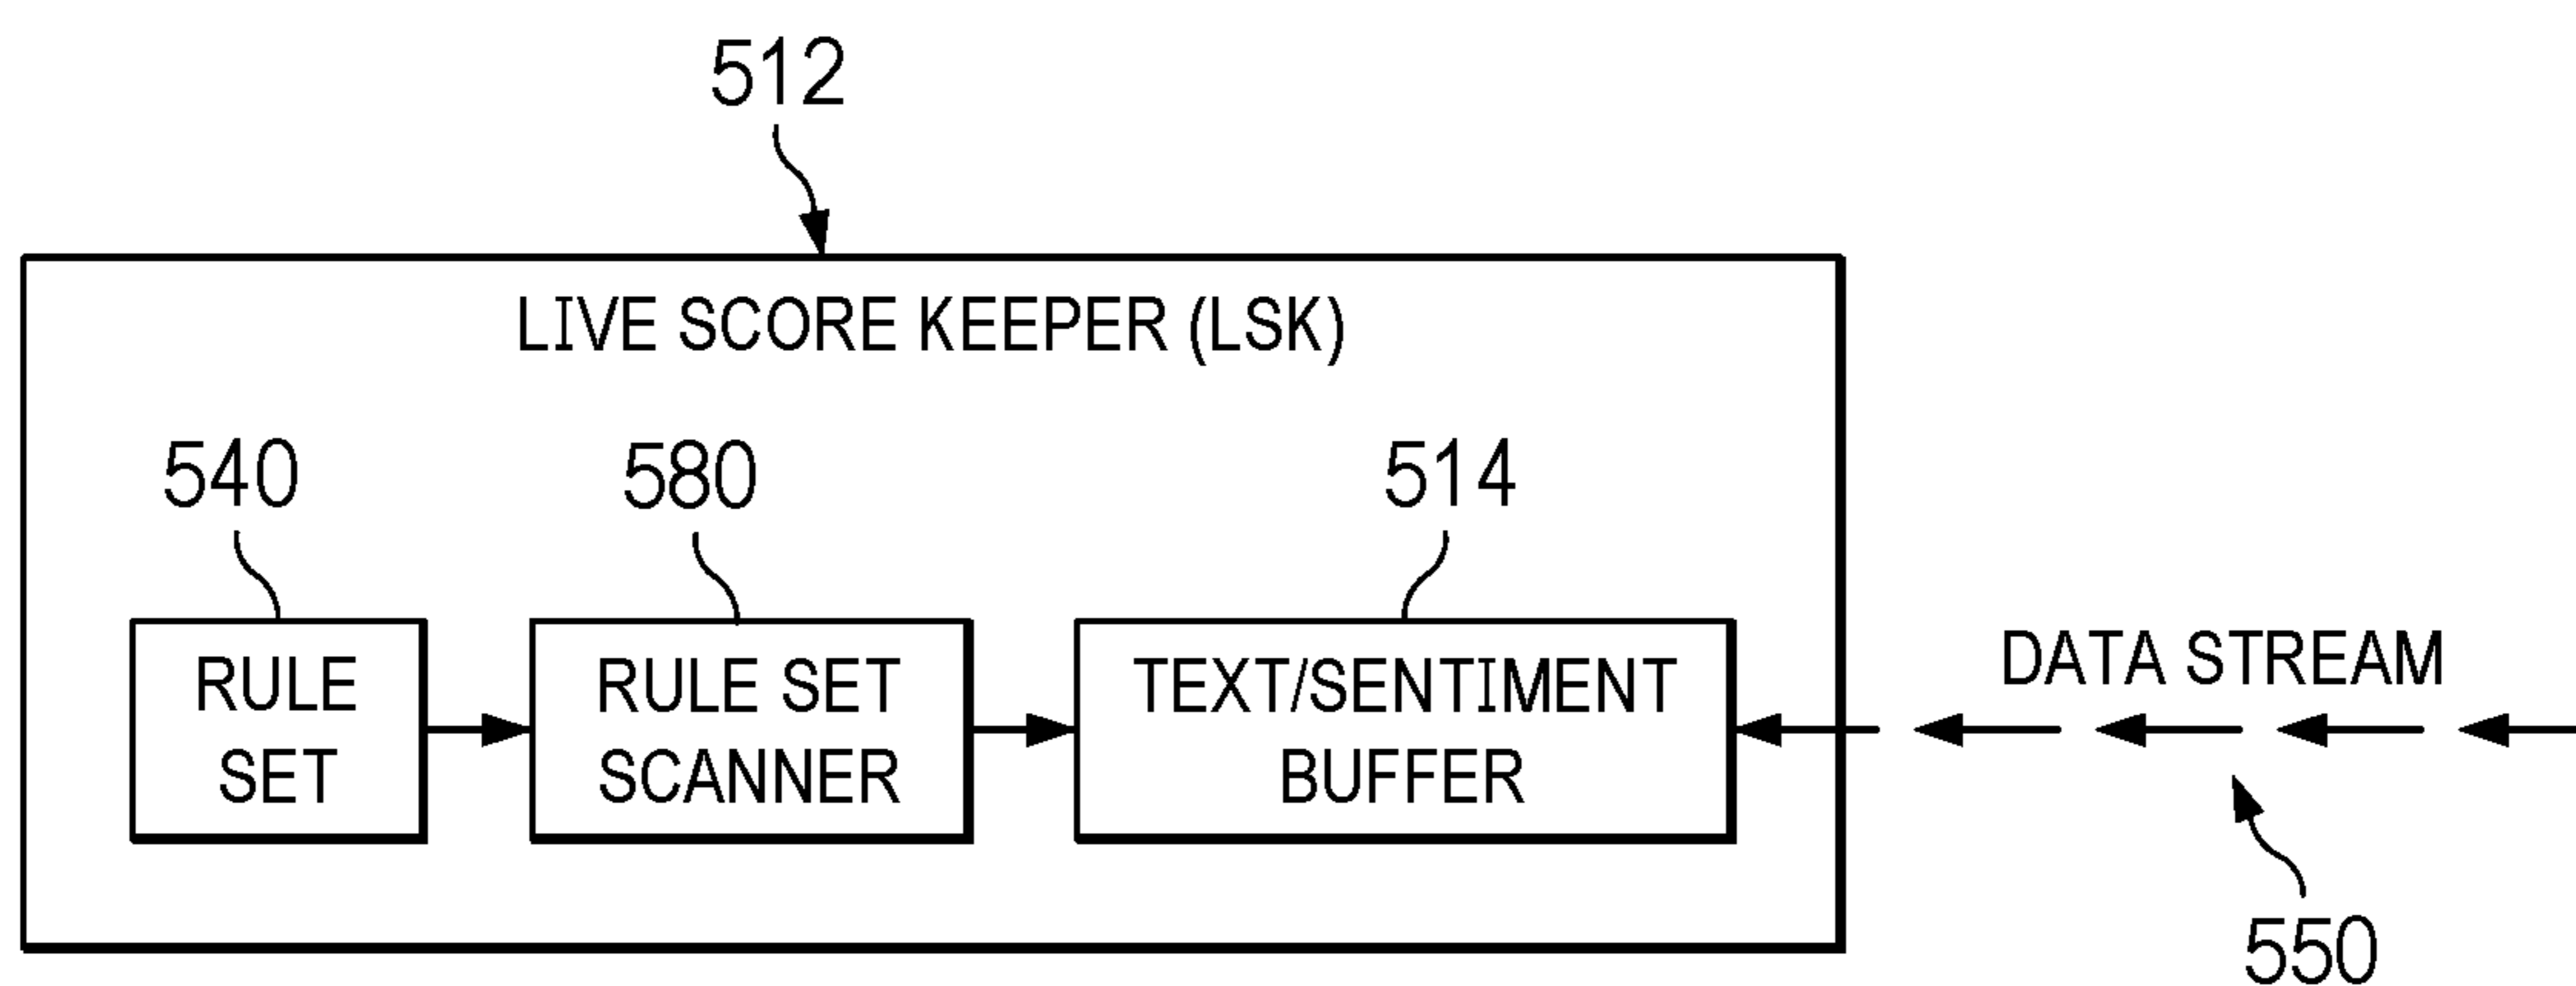 512
LIVE SCORE KEEPER (LSK)
540
580
514
RULE
SET
RULE SET
SCANNER
TEXT/SENTIMENT
BUFFER
DATA STREAM
550